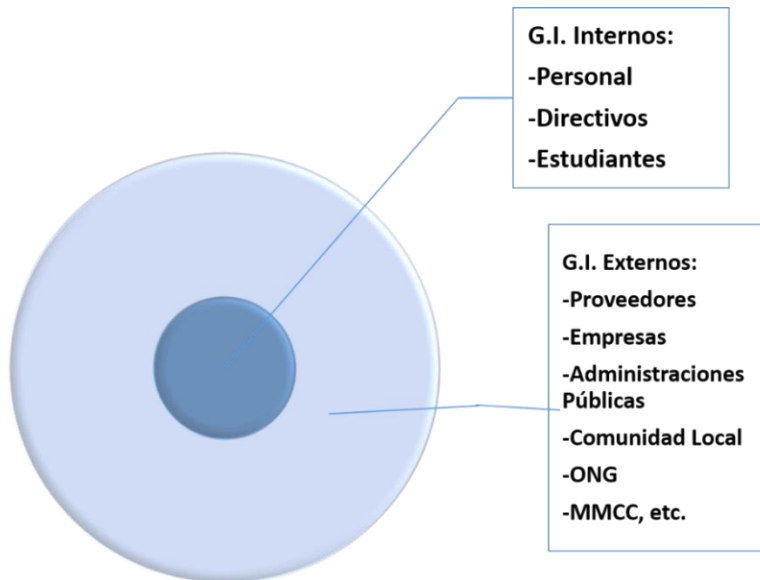 G.I. Internos:
-Personal
-Directivos
-Estudiantes
G.I. Externos:
-Proveedores
-Empresas
-Administraciones
Públicas
-Comunidad Local
-ONG
-MMCC, etc.